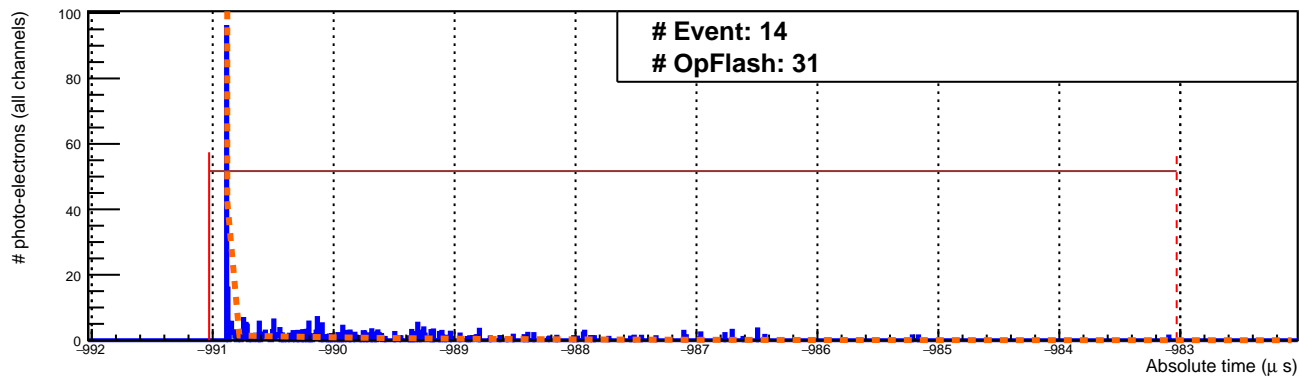 # Event: 14
# OpFlash: 31
# photo-electrons (all channels)
100
80
60
40
20
0
−992 −991 −990 −989 −988 −987 −986 −985 −984 −983
Absolute time (μ s)